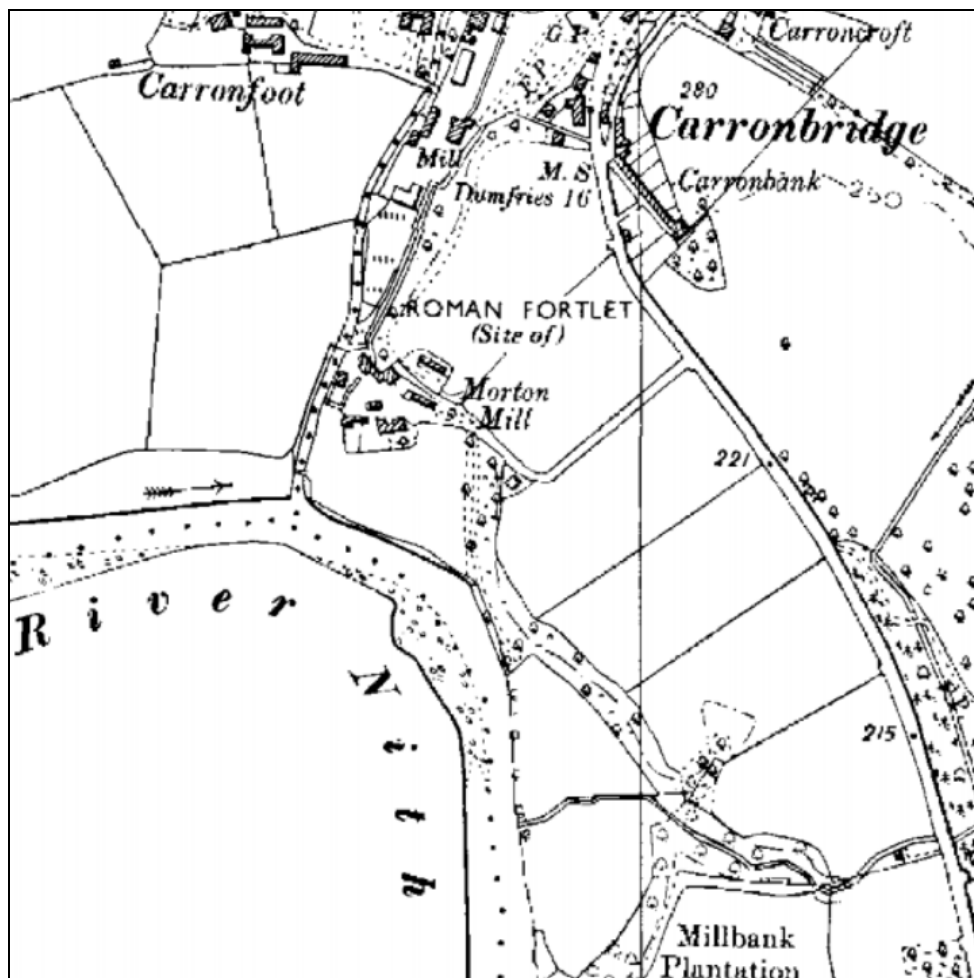 Carroncroft
G.P.
F.P.
Carronfoot
280
Carronbridge
Mill
M.S
Dumfries 16
Carronbank
260
ROMAN FORTLET
(Site of)
Morton
Mill
221
River
Nith
215
Millbank
Plantation